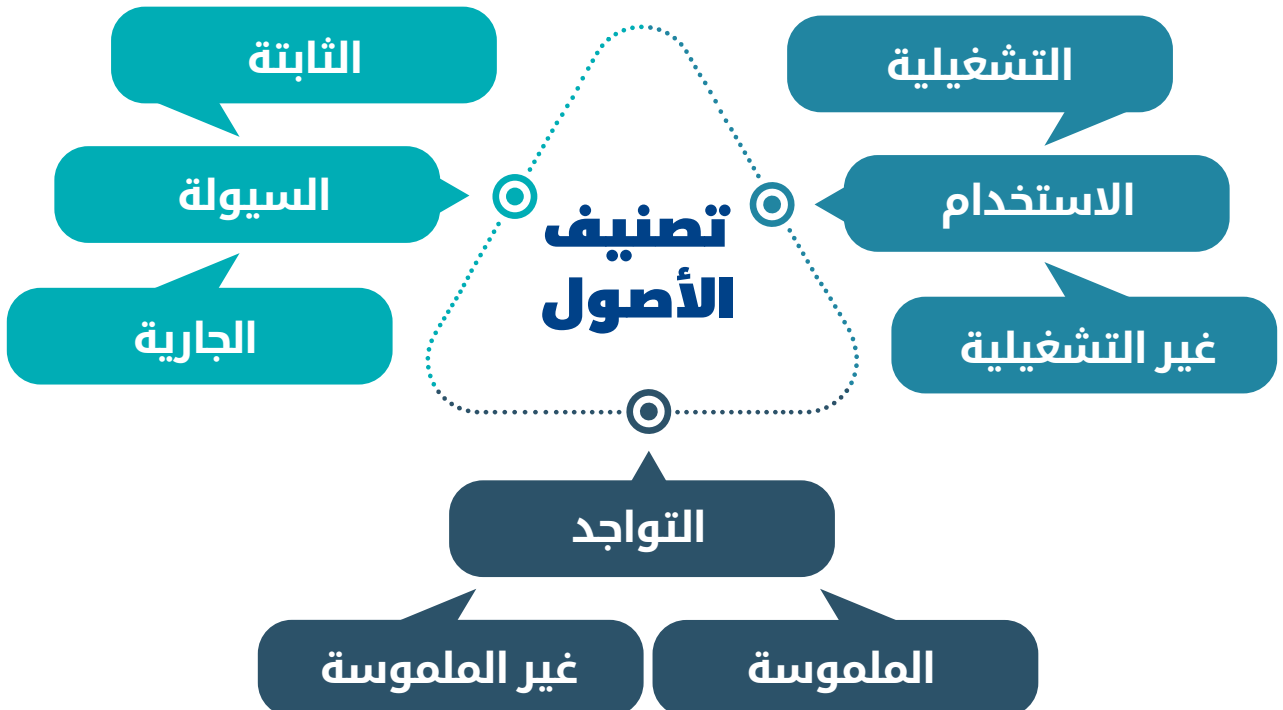 التشغيلية
الثابتة
الاستخدام
السيولة
تصنيف
الأصول
غير التشغيلية
الجارية
التواجد
الملموسة
غير الملموسة